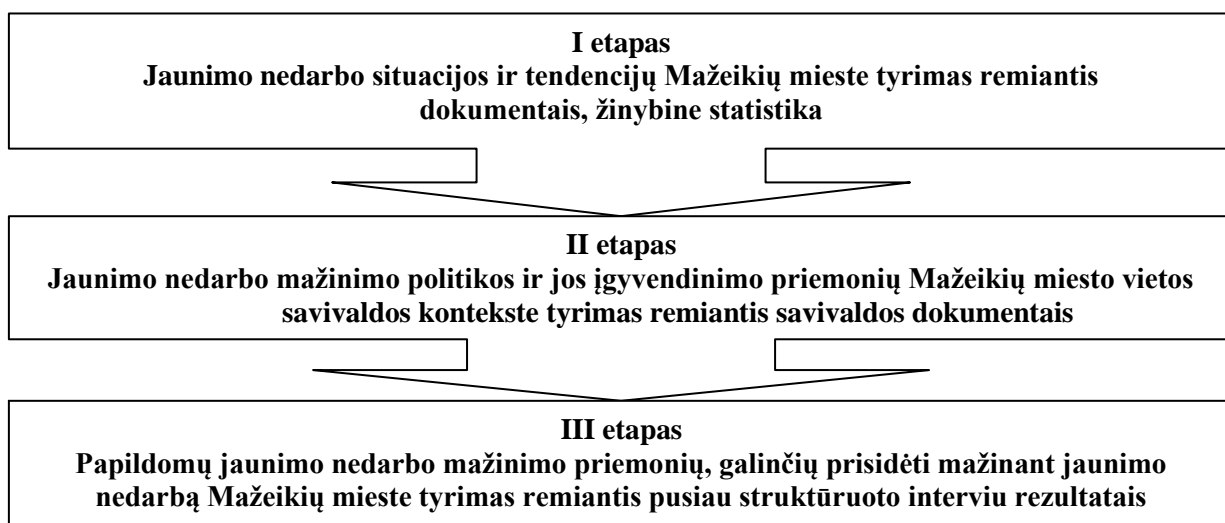 I etapas
Jaunimo nedarbo situacijos ir tendencijų Mažeikių mieste tyrimas remiantis
dokumentais, žinybine statistika
II etapas
Jaunimo nedarbo mažinimo politikos ir jos įgyvendinimo priemonių Mažeikių miesto vietos
savivaldos kontekste tyrimas remiantis savivaldos dokumentais
III etapas
Papildomų jaunimo nedarbo mažinimo priemonių, galinčių prisidėti mažinant jaunimo
nedarbą Mažeikių mieste tyrimas remiantis pusiau struktūruoto interviu rezultatais